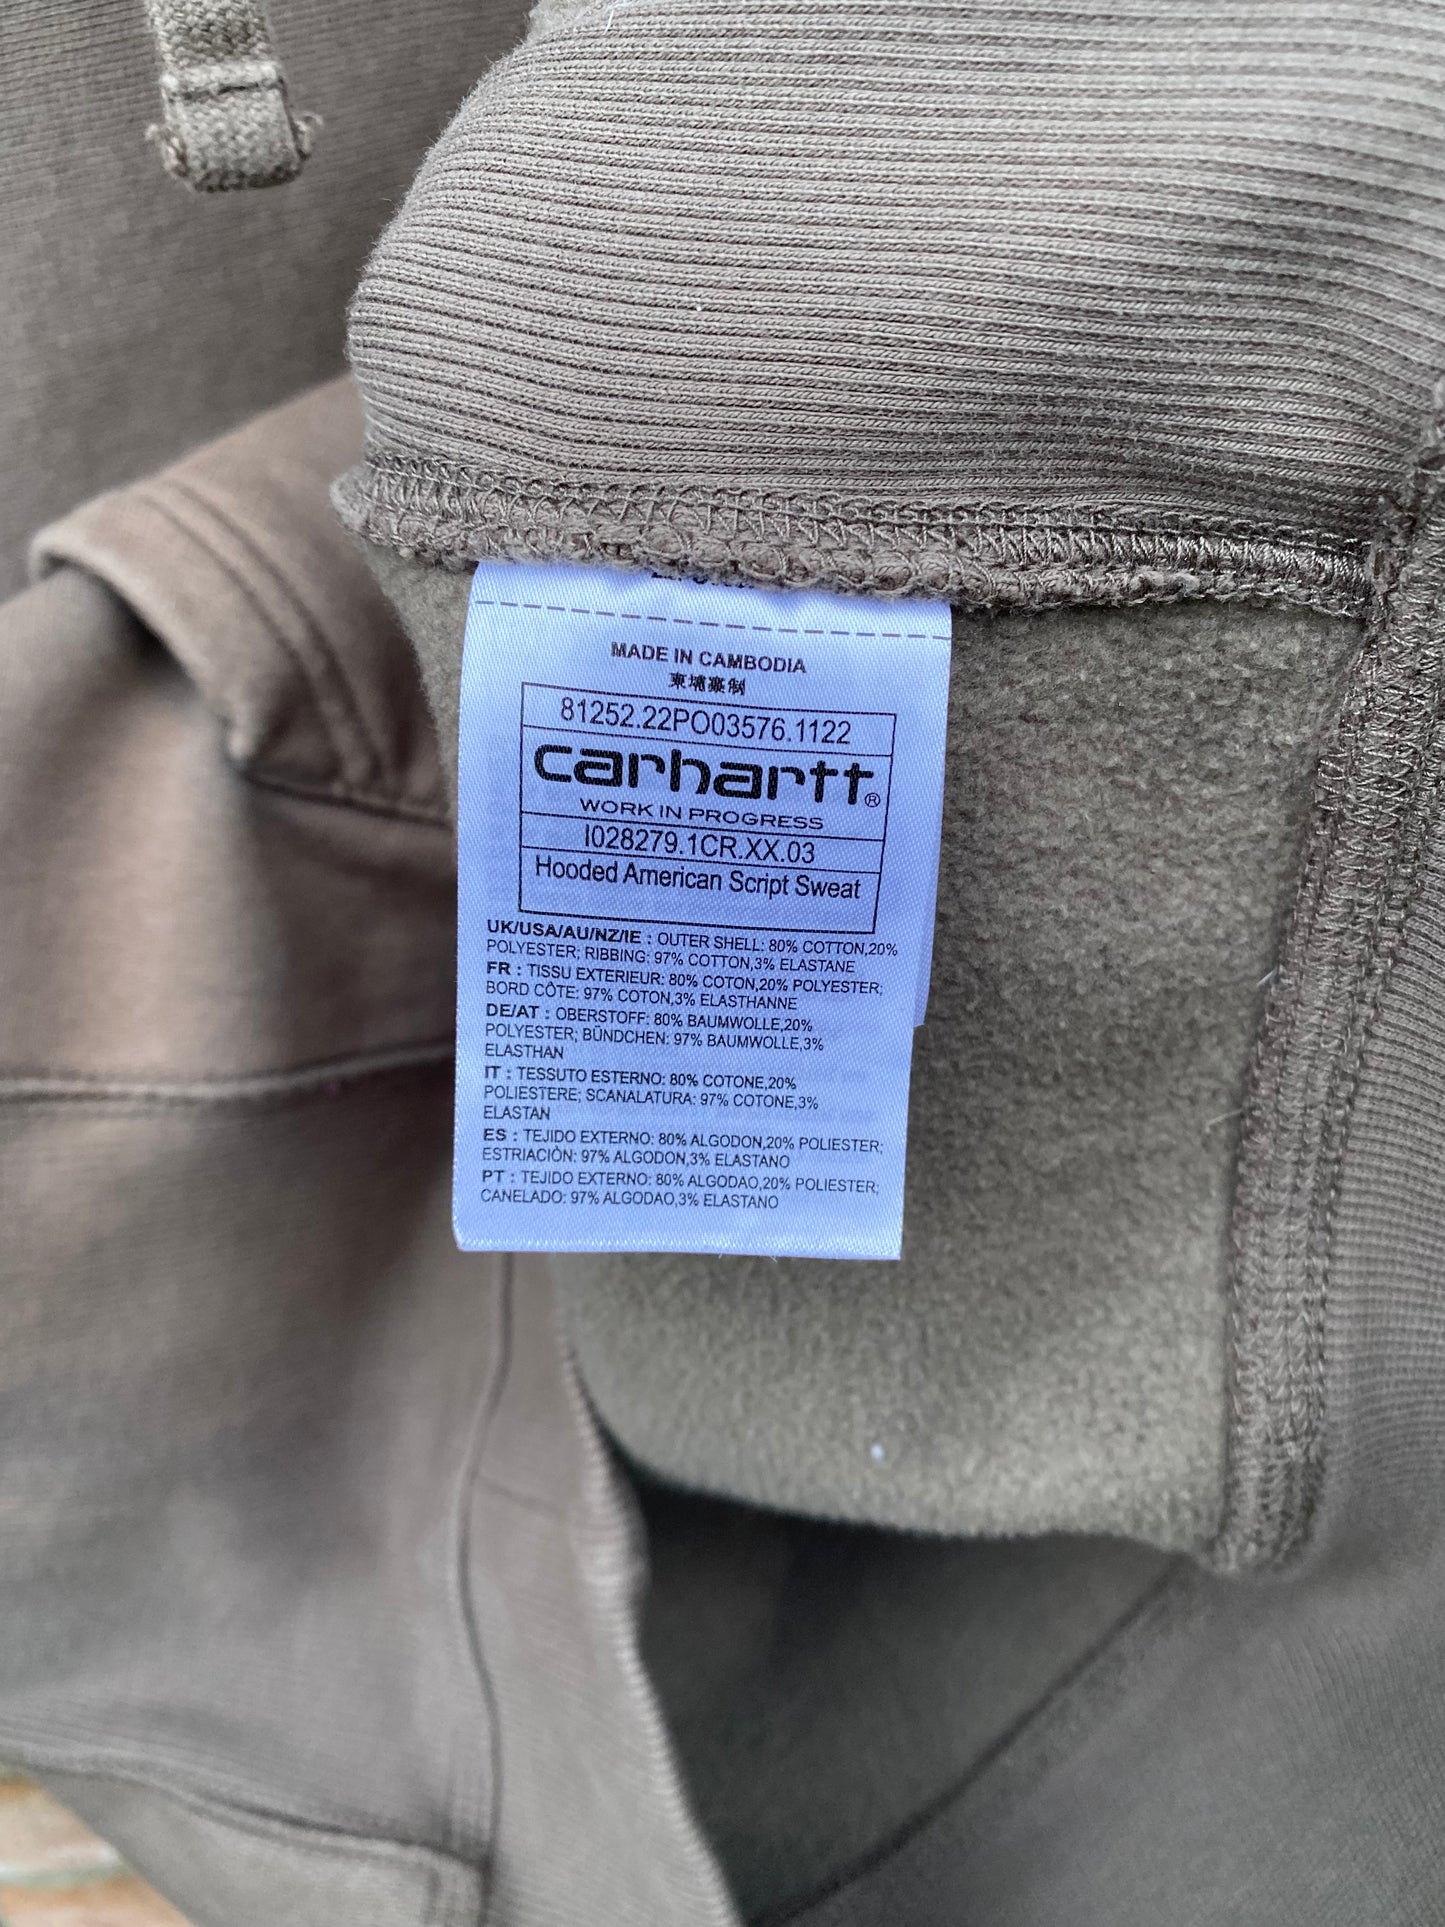 MADE IN CAMBODIA
柬埔寨制
81252.22PO03576.1122
carhartt®
WORK IN PROGRESS
I028279.1CR.XX.03
Hooded American Script Sweat
UK/USA/AU/NZ/IE : OUTER SHELL: 80% COTTON,20%
POLYESTER; RIBBING: 97% COTTON,3% ELASTANE
FR : TISSU EXTERIEUR: 80% COTON,20% POLYESTER;
BORD CÔTE: 97% COTON,3% ELASTHANNE
DE/AT : OBERSTOFF: 80% BAUMWOLLE,20%
POLYESTER; BÜNDCHEN: 97% BAUMWOLLE,3%
ELASTHAN
IT : TESSUTO ESTERNO: 80% COTONE,20%
POLIESTERE; SCANALATURA: 97% COTONE,3%
ELASTAN
ES : TEJIDO EXTERNO: 80% ALGODON,20% POLIESTER;
ESTRIACIÒN: 97% ALGODON,3% ELASTANO
PT : TEJIDO EXTERNO: 80% ALGODAO,20% POLIESTER;
CANELADO: 97% ALGODAO,3% ELASTANO